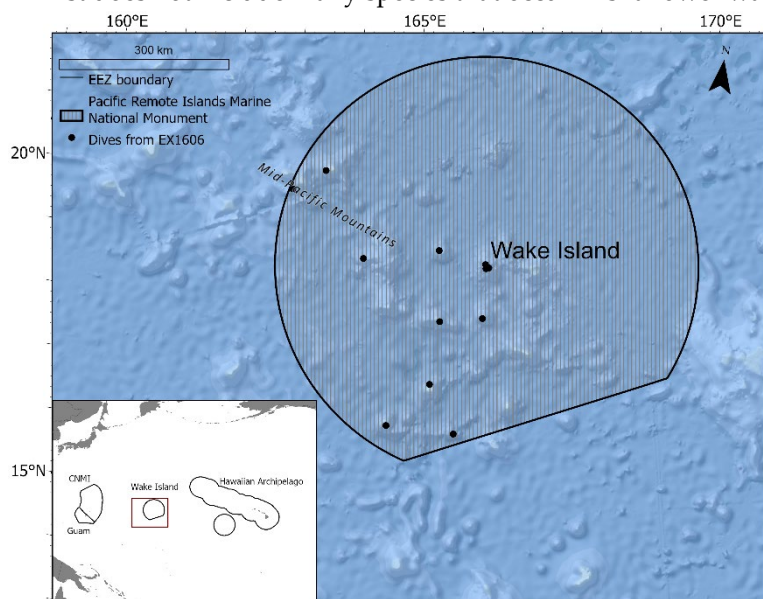 160°E
165°E
170°E
300 km
EEZ boundary
Pacific Remote Islands Marine
National Monument
Dives from EX1606
N
20°N
Mid-Pacific Mountains
Wake Island
15°N
CNMI
Wake Island
Hawaiian Archipelago
Guam